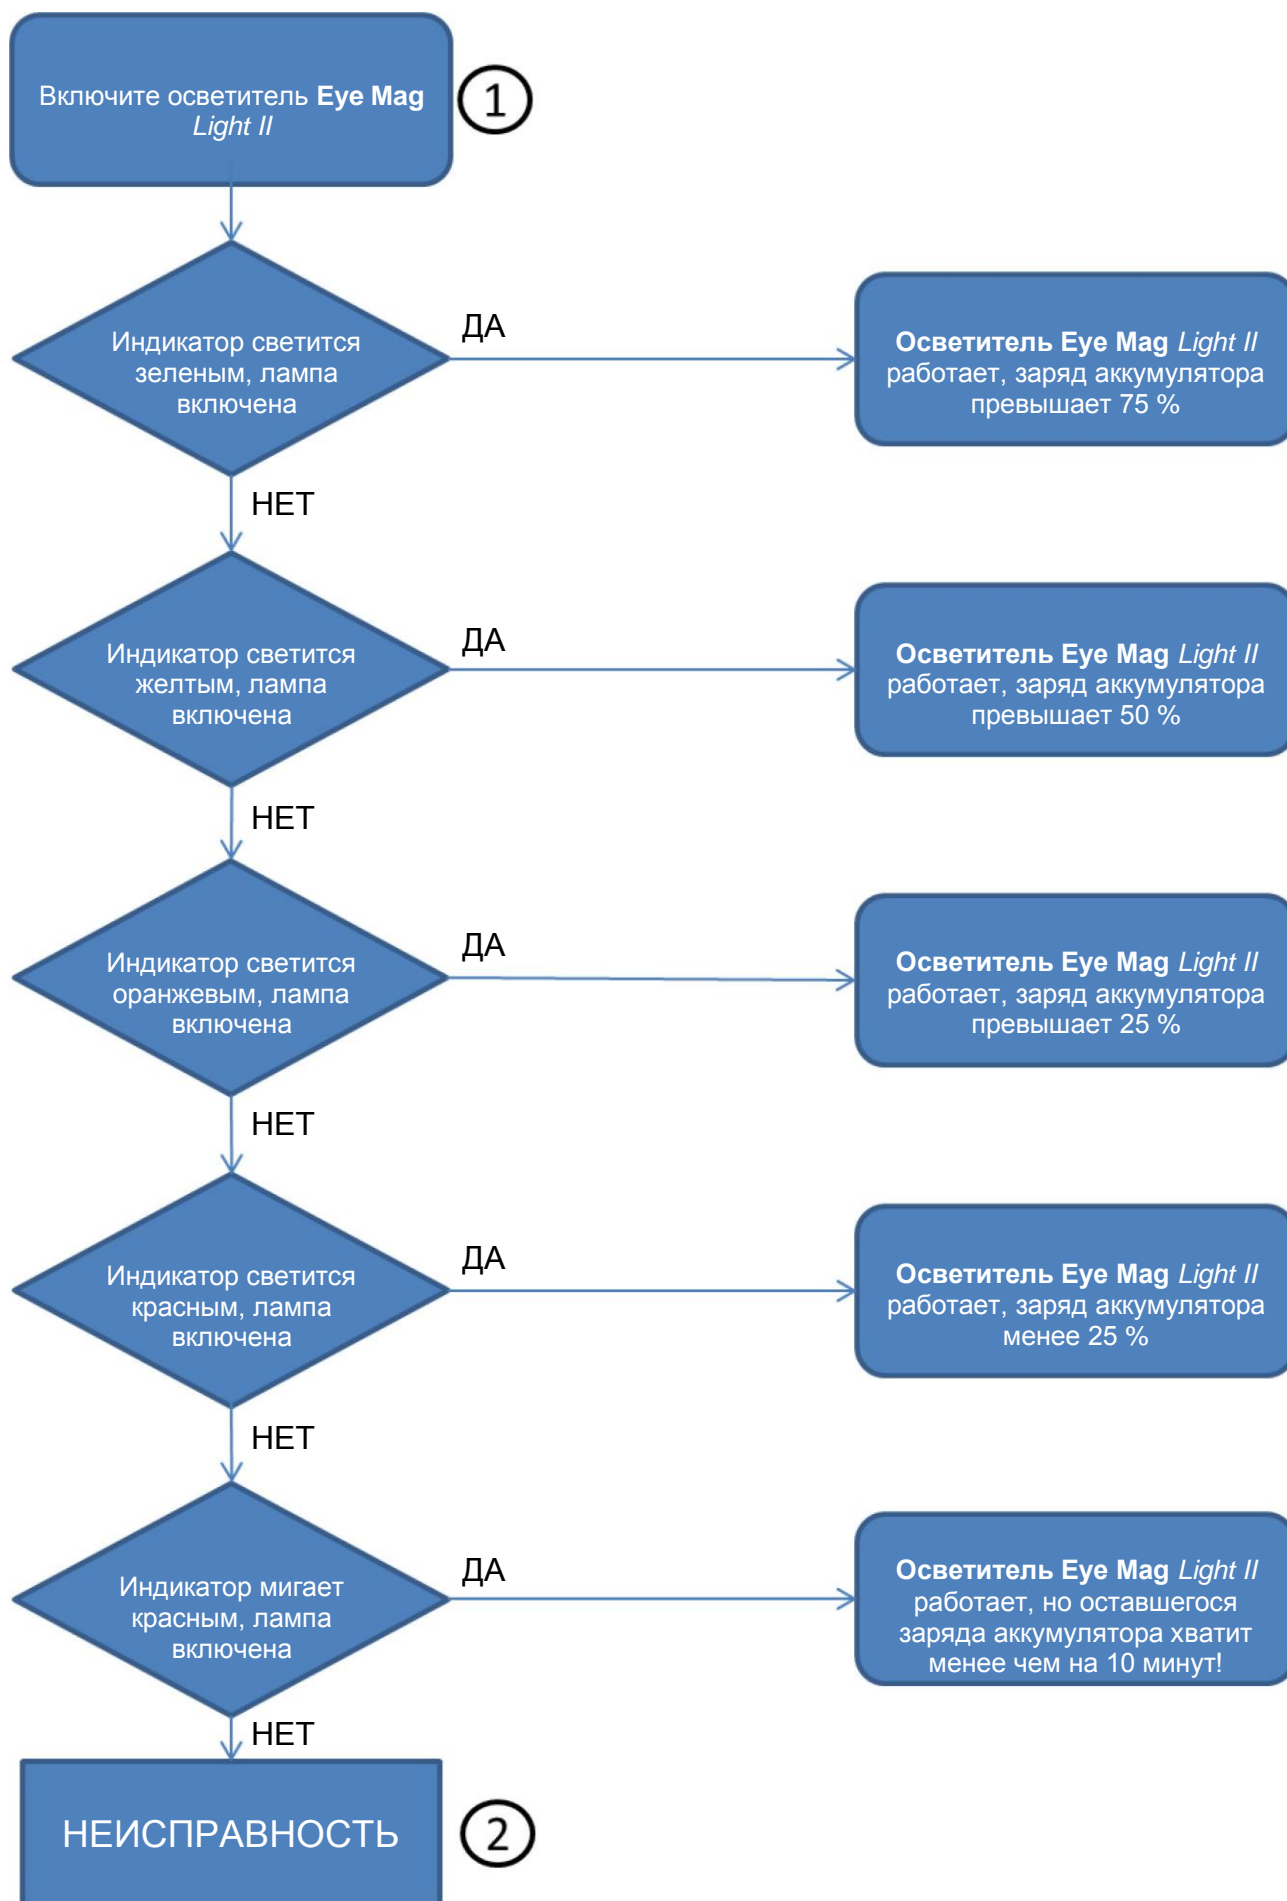 Включите осветитель Eye Mag
Light II
1
Индикатор светится
зеленым, лампа
включена
ДА
Осветитель Eye Mag Light II
работает, заряд аккумулятора
превышает 75 %
НЕТ
Индикатор светится
желтым, лампа
включена
ДА
Осветитель Eye Mag Light II
работает, заряд аккумулятора
превышает 50 %
НЕТ
Индикатор светится
оранжевым, лампа
включена
ДА
Осветитель Eye Mag Light II
работает, заряд аккумулятора
превышает 25 %
НЕТ
Индикатор светится
красным, лампа
включена
ДА
Осветитель Eye Mag Light II
работает, заряд аккумулятора
менее 25 %
НЕТ
Индикатор мигает
красным, лампа
включена
ДА
Осветитель Eye Mag Light II
работает, но оставшегося
заряда аккумулятора хватит
менее чем на 10 минут!
НЕТ
НЕИСПРАВНОСТЬ
2